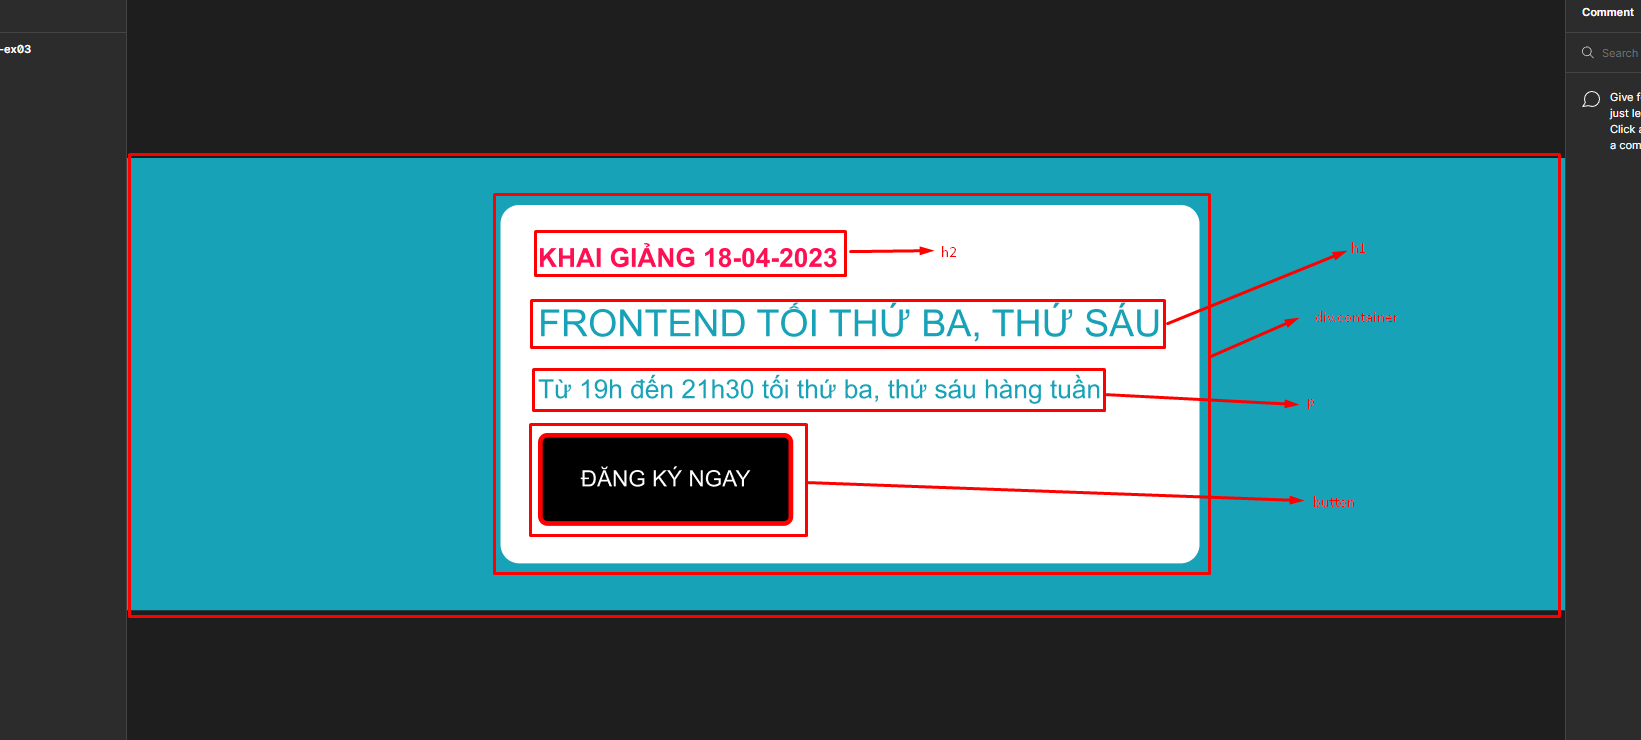 -ex03
Comment
Search
Give f
just le
Click a
a com
KHAI GIẢNG 18-04-2023
h2
FRONTEND TỐI THỨ BA, THỨ SÁU
h1
div.container
Từ 19h đến 21h30 tối thứ ba, thứ sáu hàng tuần
P
ĐĂNG KÝ NGAY
button